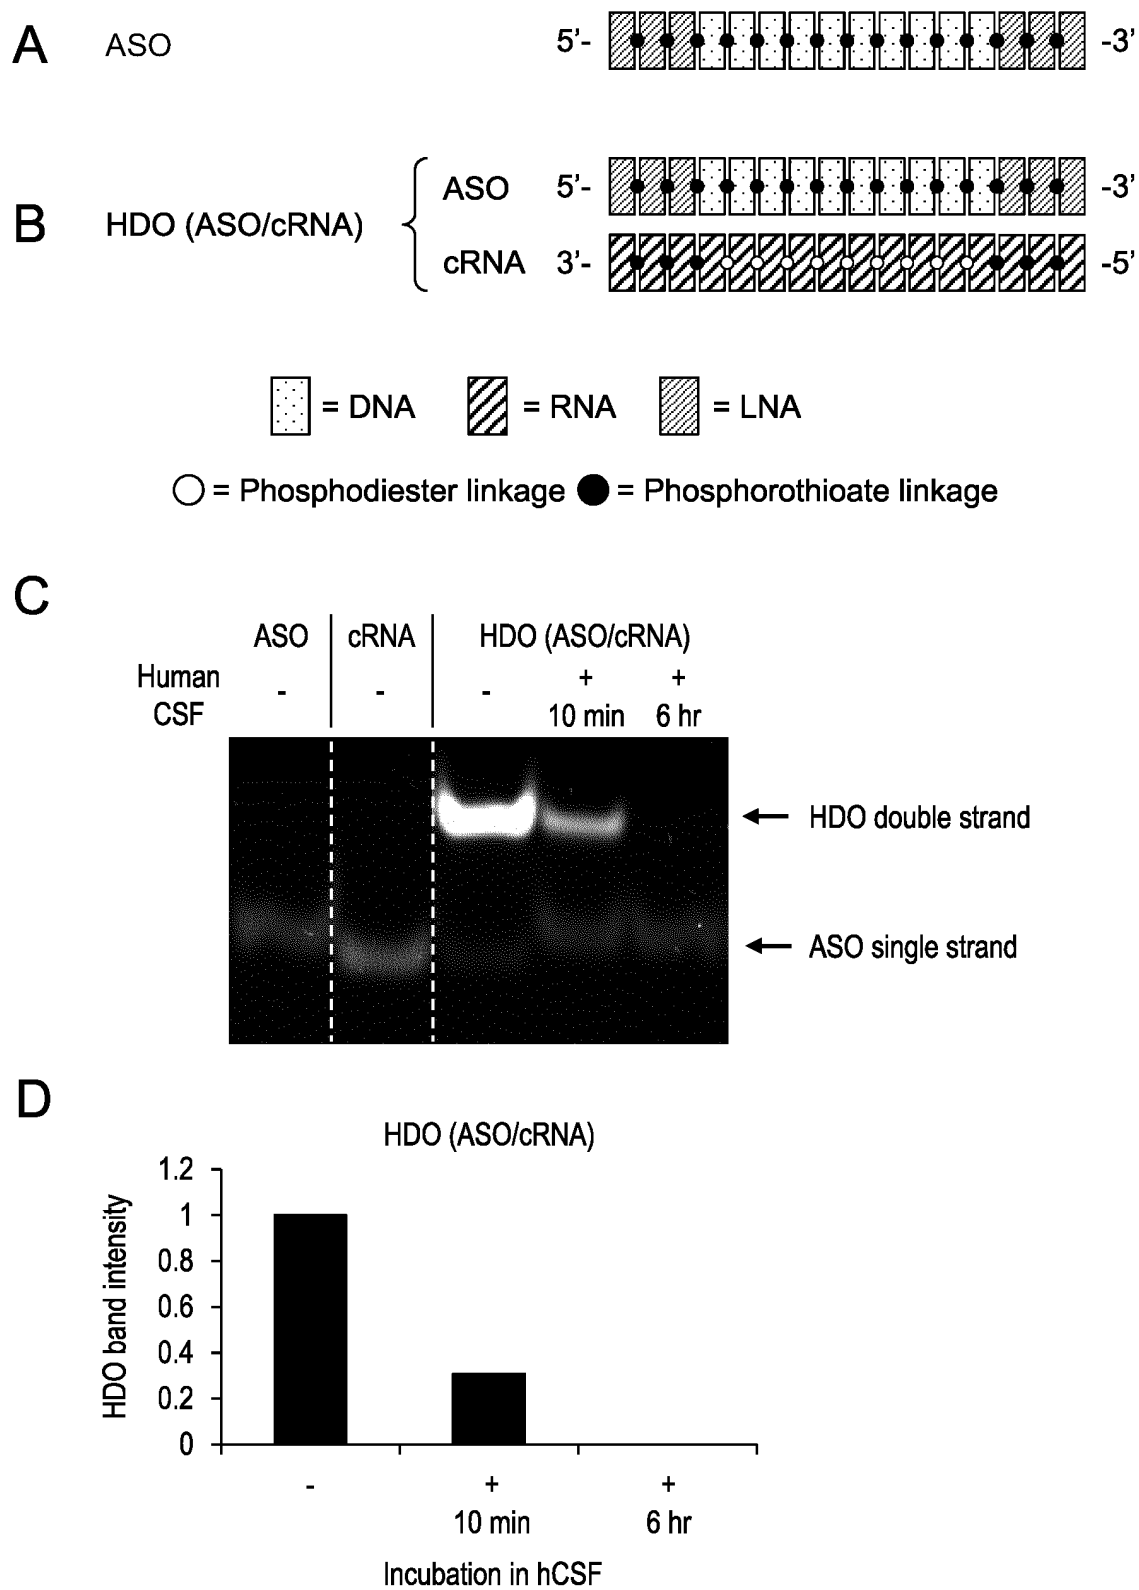 A
ASO
5’-
-3’
B
HDO (ASO/cRNA)
ASO
5’-
-3’
cRNA
3’-
-5’
= DNA
= RNA
= LNA
= Phosphodiester linkage
= Phosphorothioate linkage
C
ASO
cRNA
HDO (ASO/cRNA)
Human
CSF
-
-
-
+
+
10 min
6 hr
HDO double strand
ASO single strand
D
HDO (ASO/cRNA)
HDO band intensity
1.2
1
0.8
0.6
0.4
0.2
0
-
+
+
10 min
6 hr
Incubation in hCSF